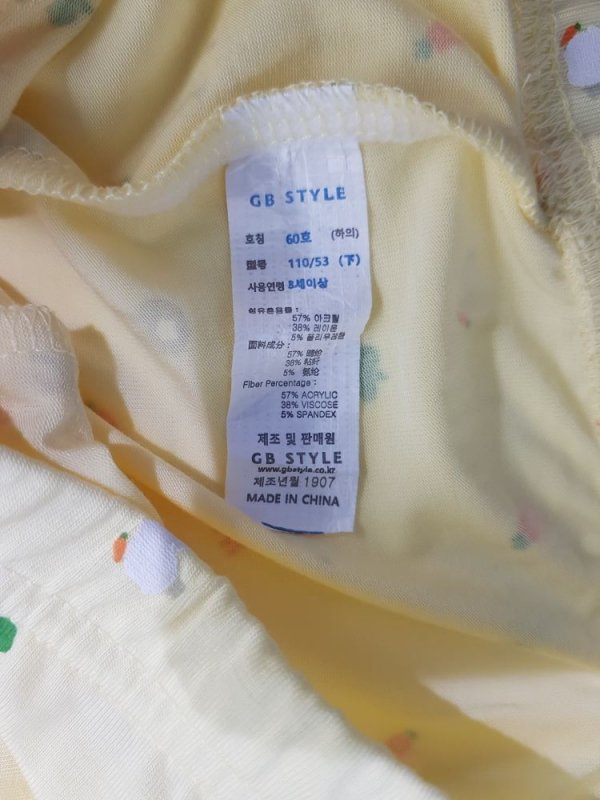 GB STYLE
호칭 60호 (하의)
110/53 (下)
사용연령 8세이상
57% 아크릴
38% 레이온
5% 폴리우레탄
面料成分 :
57% 腈纶
38% 粘纤
5% 氨纶
Fiber Percentage :
57% ACRYLIC
38% VISCOSE
5% SPANDEX
제조 및 판매원
GB STYLE
www.gbstyle.co.kr
제조년월 1907
MADE IN CHINA